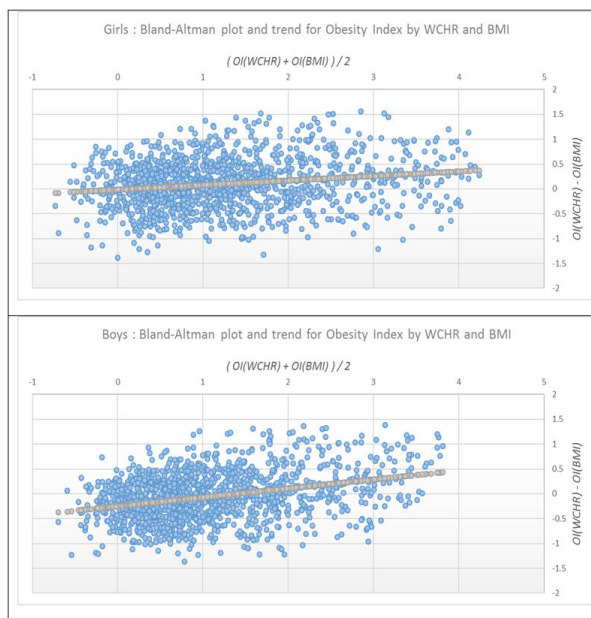 Girls : Bland-Altman plot and trend for Obesity Index by WCHR and BMI
( OI(WCHR) + OI(BMI) ) / 2
-1 0 1 2 3 4 5
2
1.5
1
0.5
0
-0.5
-1
-1.5
-2
OI(WCHR) - OI(BMI)
Boys : Bland-Altman plot and trend for Obesity Index by WCHR and BMI
( OI(WCHR) + OI(BMI) ) / 2
-1 0 1 2 3 4 5
2
1.5
1
0.5
0
-0.5
-1
-1.5
-2
OI(WCHR) - OI(BMI)